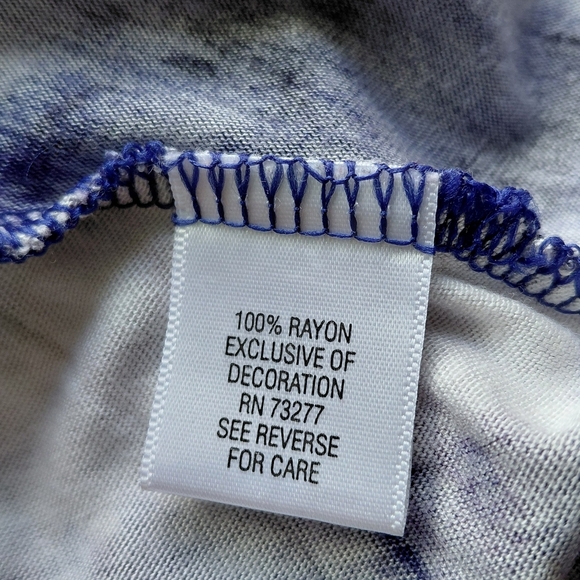 100% RAYON
EXCLUSIVE OF
DECORATION
RN 73277
SEE REVERSE
FOR CARE